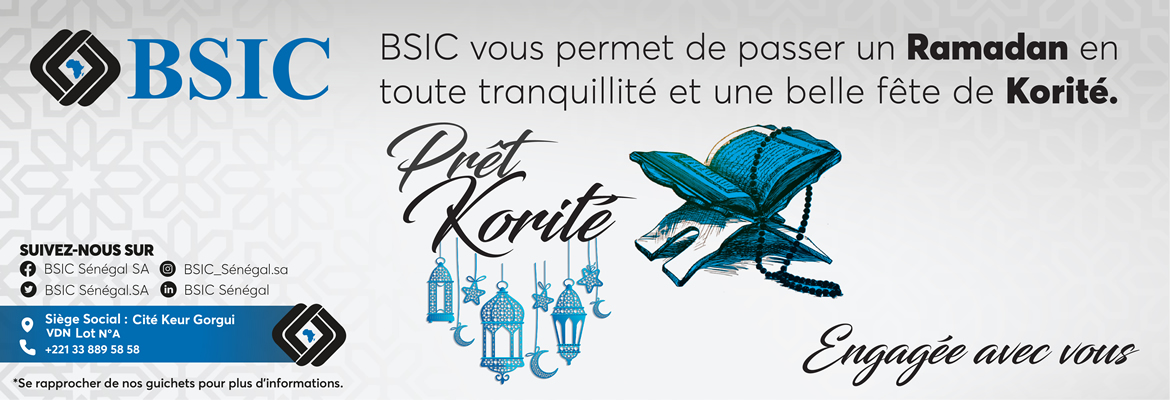 BSIC
BSIC vous permet de passer un Ramadan en
toute tranquillité et une belle fête de Korité.
Prêt
Korité
SUIVEZ-NOUS SUR
BSIC Sénégal SA
BSIC_Sénégal.sa
BSIC Sénégal.SA
BSIC Sénégal
Siège Social : Cité Keur Gorgui
VDN Lot N°A
+221 33 889 58 58
*Se rapprocher de nos guichets pour plus d'informations.
Engagée avec vous